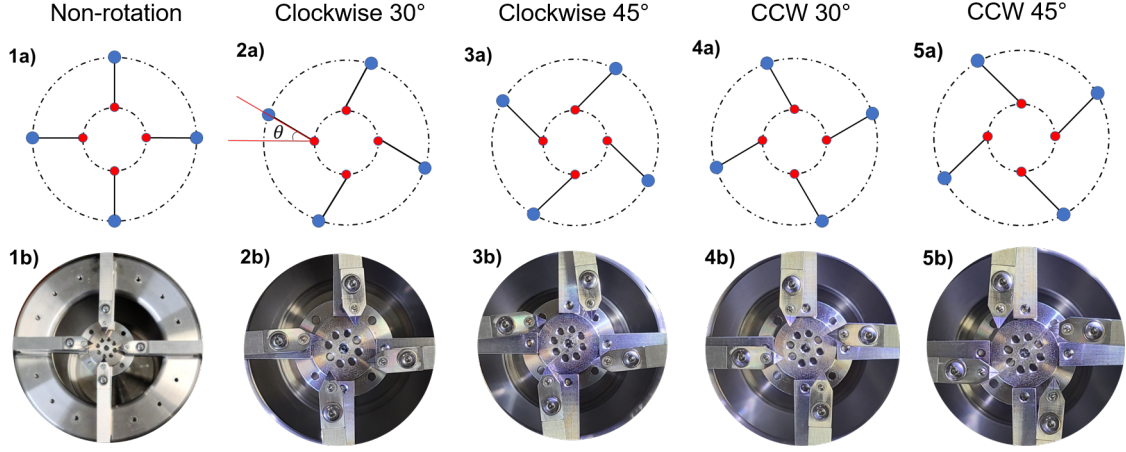 Non-rotation Clockwise 30° Clockwise 45° CCW 30° CCW 45°
1a) 2a) 3a) 4a) 5a)
θ
1b) 2b) 3b) 4b) 5b)